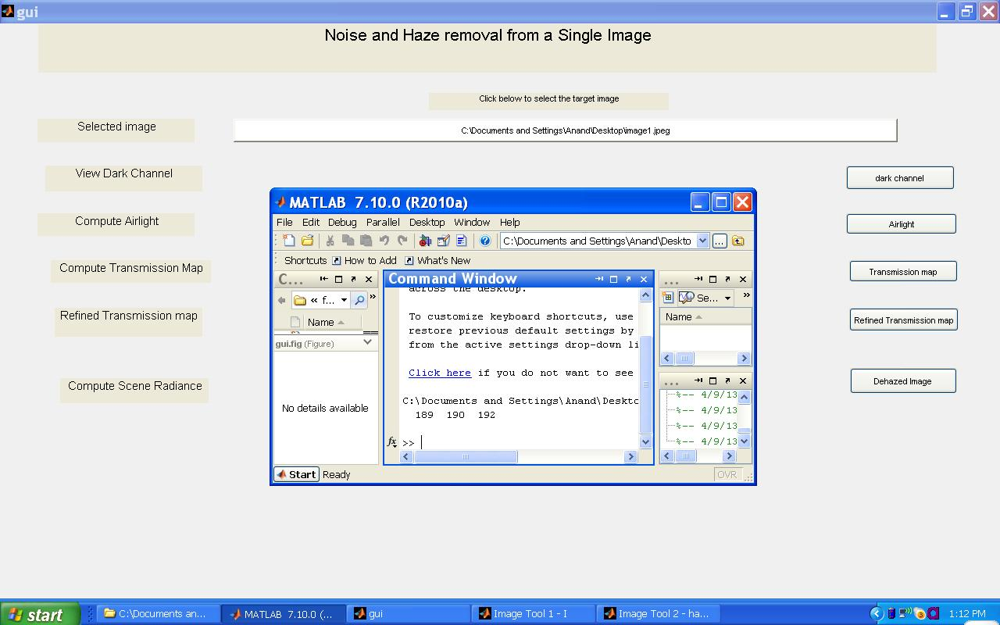 gui
Noise and Haze removal from a Single Image
Click below to select the target image
Selected image
C:\Documents and Settings\Anand\Desktop\image1.jpeg
View Dark Channel
dark channel
Compute Airlight
Airlight
Compute Transmission Map
Transmission map
Refined Transmission map
Refined Transmission map
Compute Scene Radiance
Dehazed Image
MATLAB 7.10.0 (R2010a)
File Edit Debug Parallel Desktop Window Help
C:\Documents and Settings\Anand\Deskto
...
Shortcuts How to Add What's New
C...
« f...
»
Name
gui.fig (Figure)
No details available
Command Window
across the desktop.
To customize keyboard shortcuts, use
restore previous default settings by
from the active settings drop-down li
Click here if you do not want to see
C:\Documents and Settings\Anand\Deskto
189 190 192
fx >>
...
Se...
»
Name
...
%-- 4/9/13
%-- 4/9/13
%-- 4/9/13
%-- 4/9/13
Start Ready
OVR
start
C:\Documents an...
MATLAB 7.10.0 (...
gui
Image Tool 1 - I
Image Tool 2 - ha...
1:12 PM